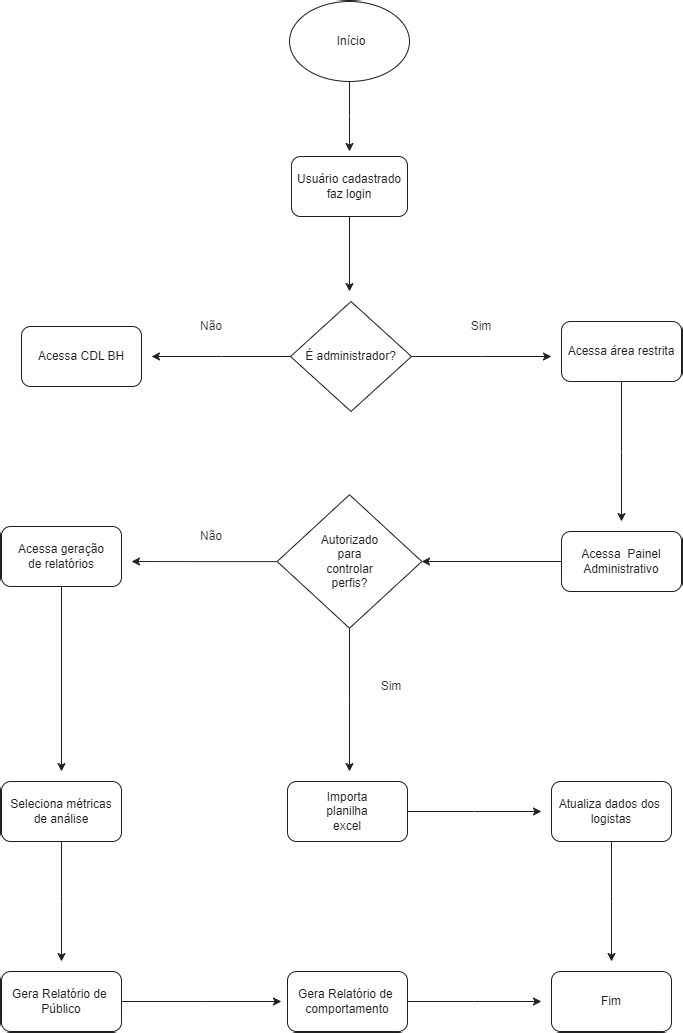 Início
Usuário cadastrado
faz login
Não
Sim
Acessa CDL BH
É administrador?
Acessa área restrita
Acessa geração
de relatórios
Não
Autorizado
para
controlar
perfis?
Acessa Painel
Administrativo
Sim
Seleciona métricas
de análise
Importa
planilha
excel
Atualiza dados dos
logistas
Gera Relatório de
Público
Gera Relatório de
comportamento
Fim